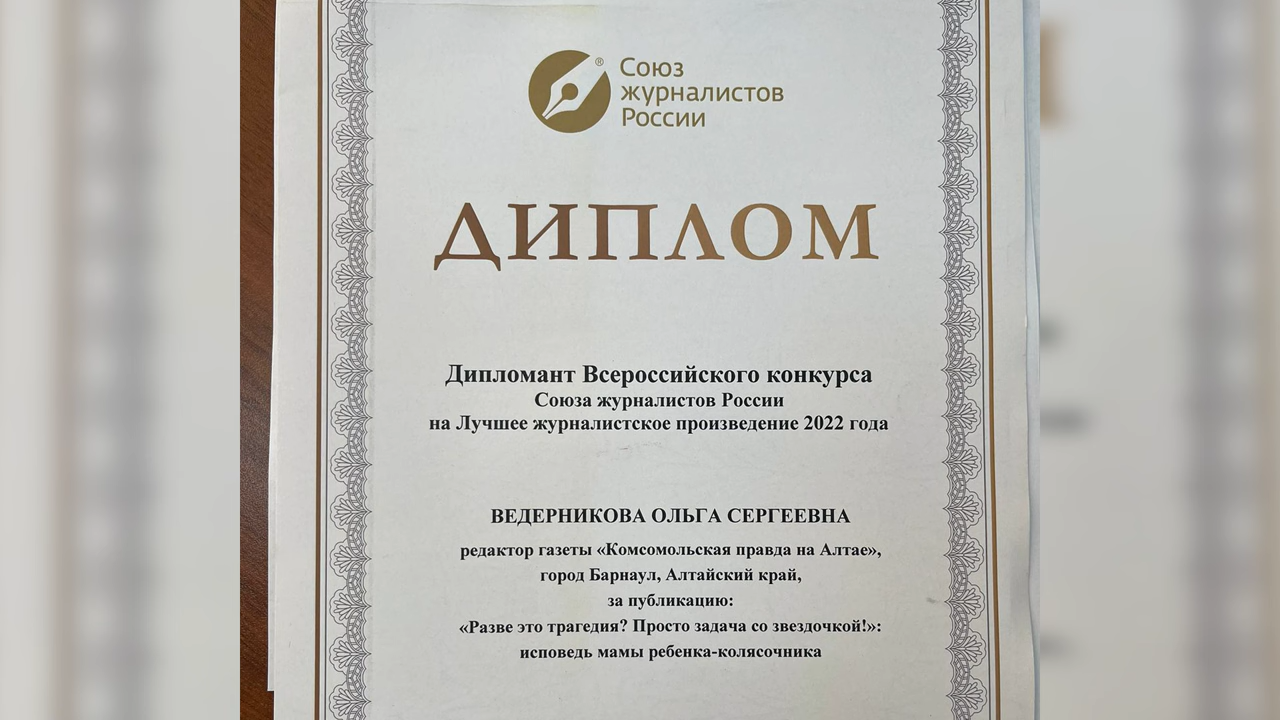 Союз
журналистов
России
ДИПЛОМ
Дипломант Всероссийского конкурса
Союза журналистов России
на Лучшее журналистское произведение 2022 года
ВЕДЕРНИКОВА ОЛЬГА СЕРГЕЕВНА
редактор газеты «Комсомольская правда на Алтае»,
город Барнаул, Алтайский край,
за публикацию:
«Разве это трагедия? Просто задача со звездочкой!»:
исповедь мамы ребенка-колясочника